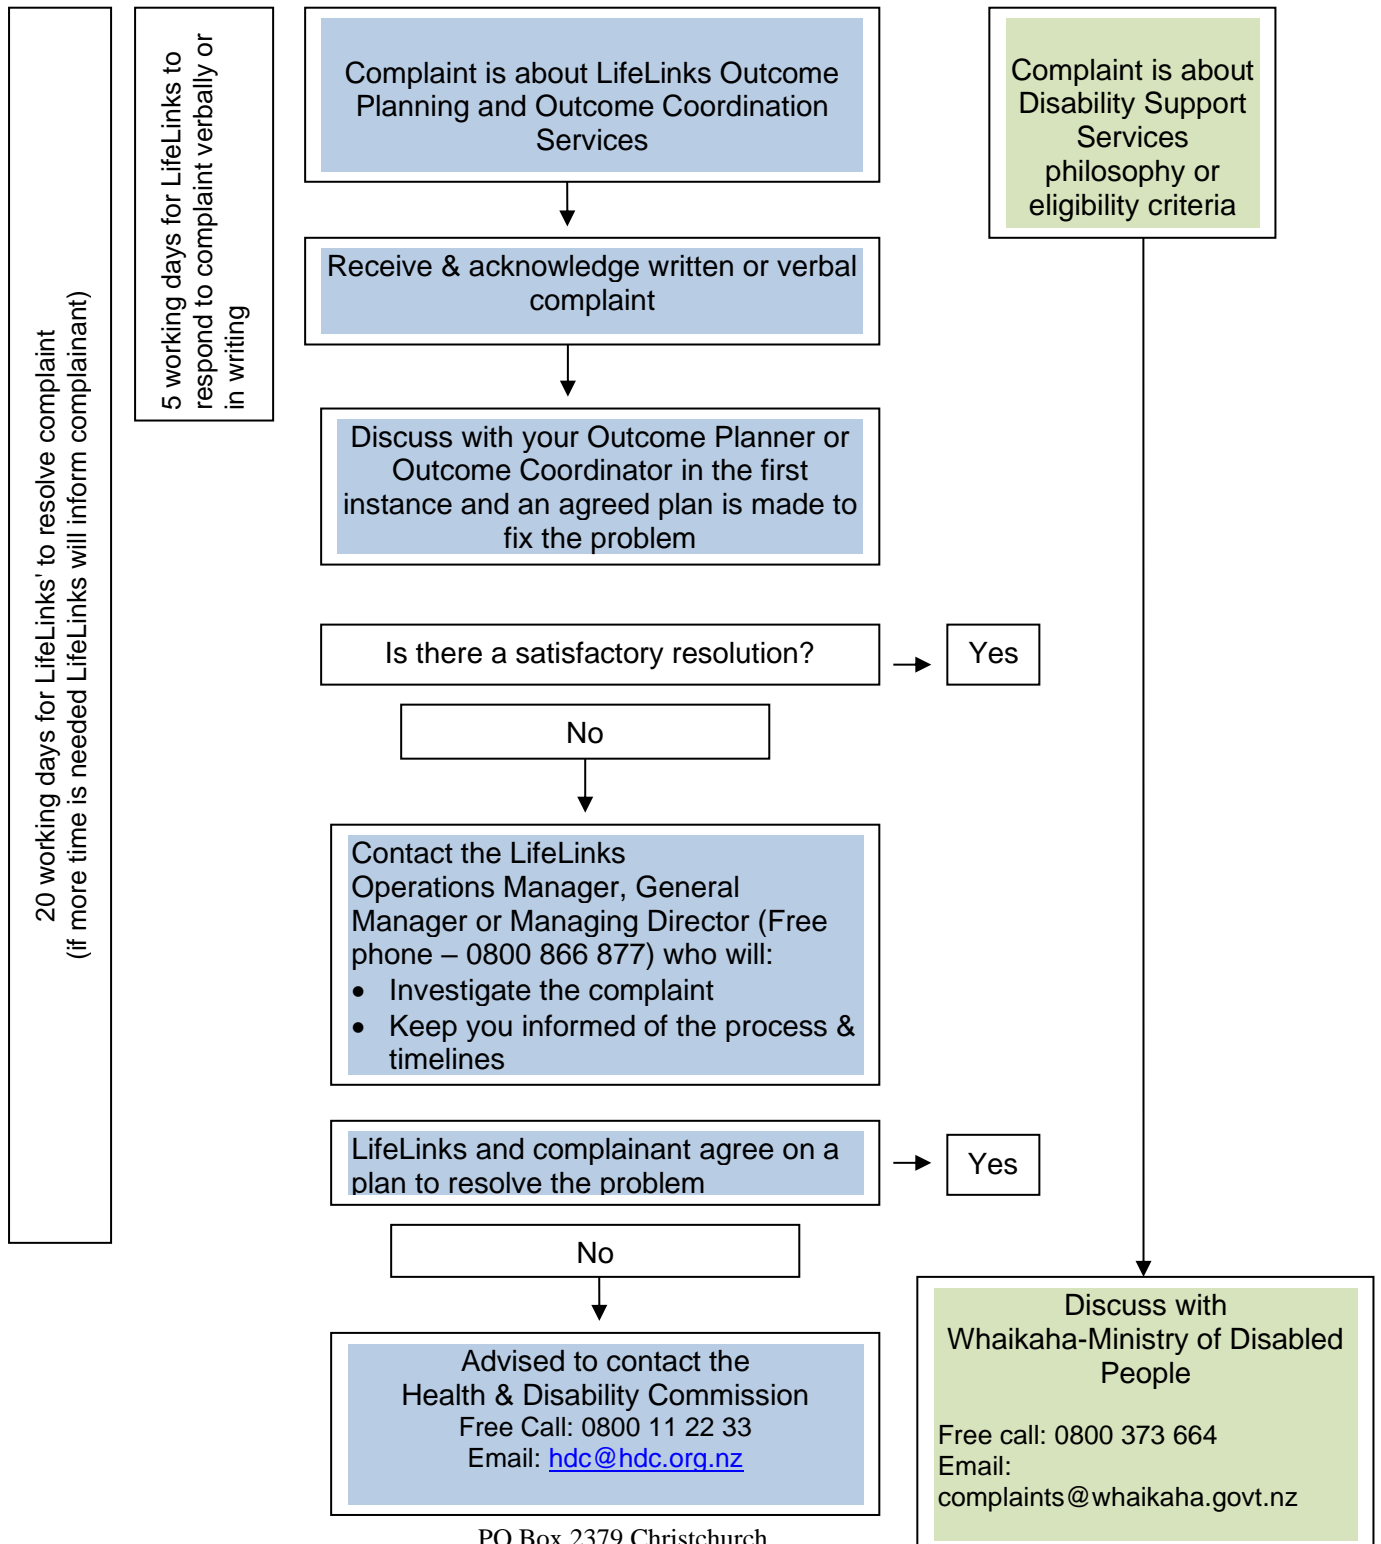 20 working days for LifeLinks' to resolve complaint
(if more time is needed LifeLinks will inform complainant)
5 working days for LifeLinks to
respond to complaint verbally or
in writing
Complaint is about LifeLinks Outcome
Planning and Outcome Coordination
Services
Receive & acknowledge written or verbal
complaint
Discuss with your Outcome Planner or
Outcome Coordinator in the first
instance and an agreed plan is made to
fix the problem
Is there a satisfactory resolution?
Yes
No
Contact the LifeLinks
Operations Manager, General
Manager or Managing Director (Free
phone – 0800 866 877) who will:
• Investigate the complaint
• Keep you informed of the process &
timelines
LifeLinks and complainant agree on a
plan to resolve the problem
Yes
No
Advised to contact the
Health & Disability Commission
Free Call: 0800 11 22 33
Email: hdc@hdc.org.nz
Complaint is about
Disability Support
Services
philosophy or
eligibility criteria
Discuss with
Whaikaha-Ministry of Disabled
People
Free call: 0800 373 664
Email:
complaints@whaikaha.govt.nz
PO Box 2379 Christchurch